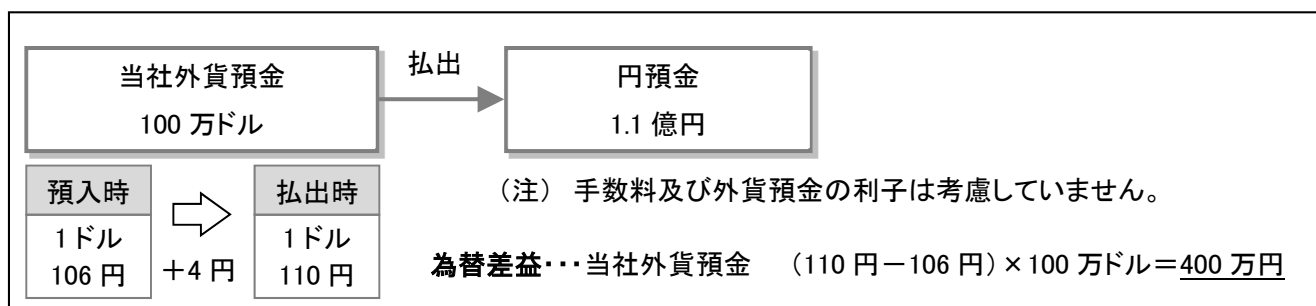 当社外貨預金
100 万ドル
払出
円預金
1.1 億円
預入時
1ドル
106 円
+4 円
払出時
1ドル
110 円
(注) 手数料及び外貨預金の利子は考慮していません。
為替差益・・・当社外貨預金 (110 円-106 円)×100 万ドル=400 万円